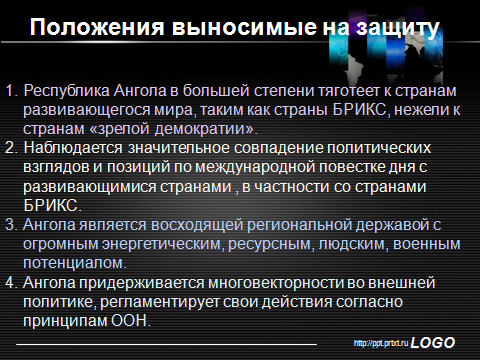 Положения выносимые на защиту
1. Республика Ангола в большей степени тяготеет к странам
развивающегося мира, таким как страны БРИКС, нежели к
странам «зрелой демократии».
2. Наблюдается значительное совпадение политических
взглядов и позиций по международной повестке дня с
развивающимися странами , в частности со странами
БРИКС.
3. Ангола является восходящей региональной державой с
огромным энергетическим, ресурсным, людским, военным
потенциалом.
4. Ангола придерживается многовекторности во внешней
политике, регламентирует свои действия согласно
принципам ООН.
http://ppt.prtxt.ru LOGO